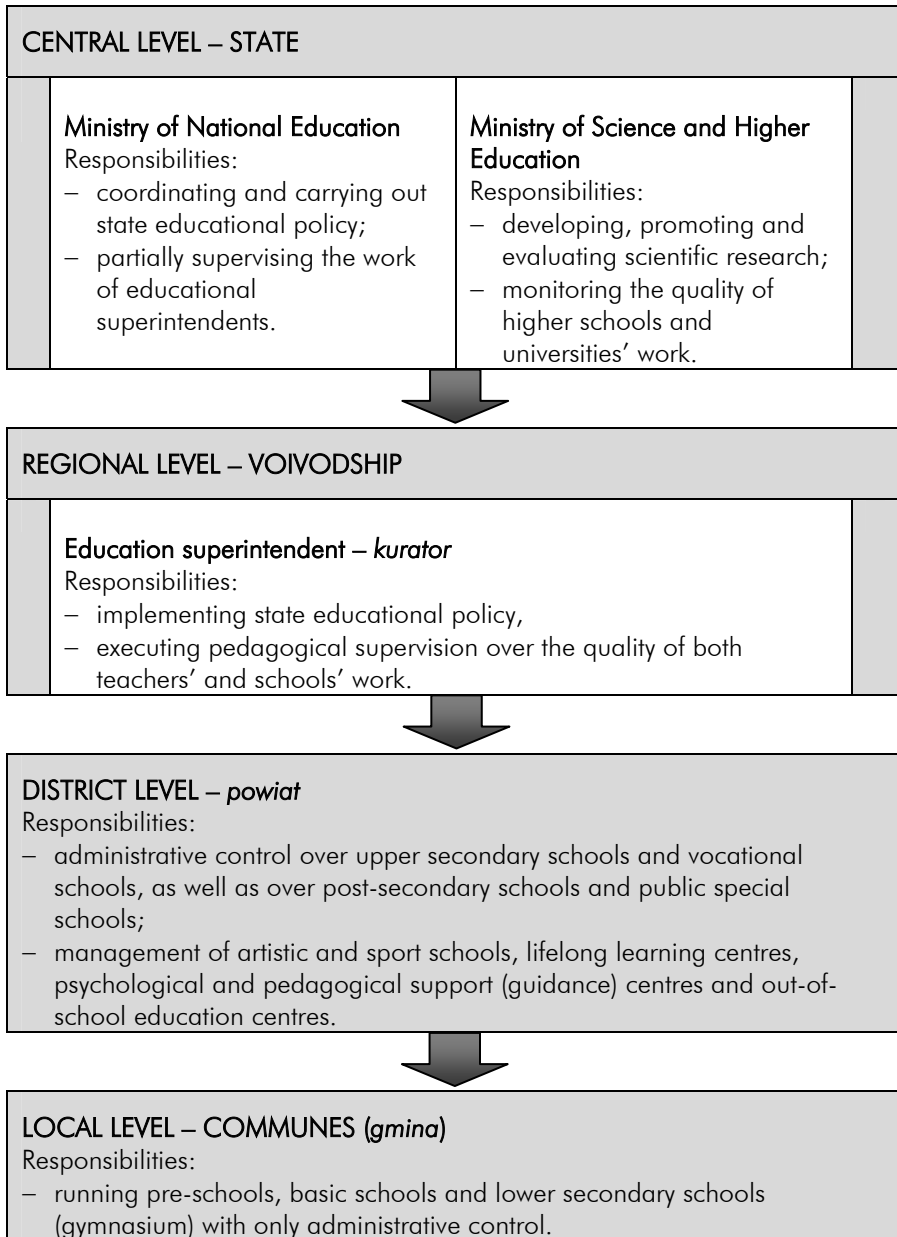 CENTRAL LEVEL – STATE
Ministry of National Education
Responsibilities:
– coordinating and carrying out
state educational policy;
– partially supervising the work
of educational
superintendents.
Ministry of Science and Higher
Education
Responsibilities:
– developing, promoting and
evaluating scientific research;
– monitoring the quality of
higher schools and
universities’ work.
REGIONAL LEVEL – VOIVODSHIP
Education superintendent – kurator
Responsibilities:
– implementing state educational policy,
– executing pedagogical supervision over the quality of both
teachers’ and schools’ work.
DISTRICT LEVEL – powiat
Responsibilities:
– administrative control over upper secondary schools and vocational
schools, as well as over post-secondary schools and public special
schools;
– management of artistic and sport schools, lifelong learning centres,
psychological and pedagogical support (guidance) centres and out-of-
school education centres.
LOCAL LEVEL – COMMUNES (gmina)
Responsibilities:
– running pre-schools, basic schools and lower secondary schools
(gymnasium) with only administrative control.